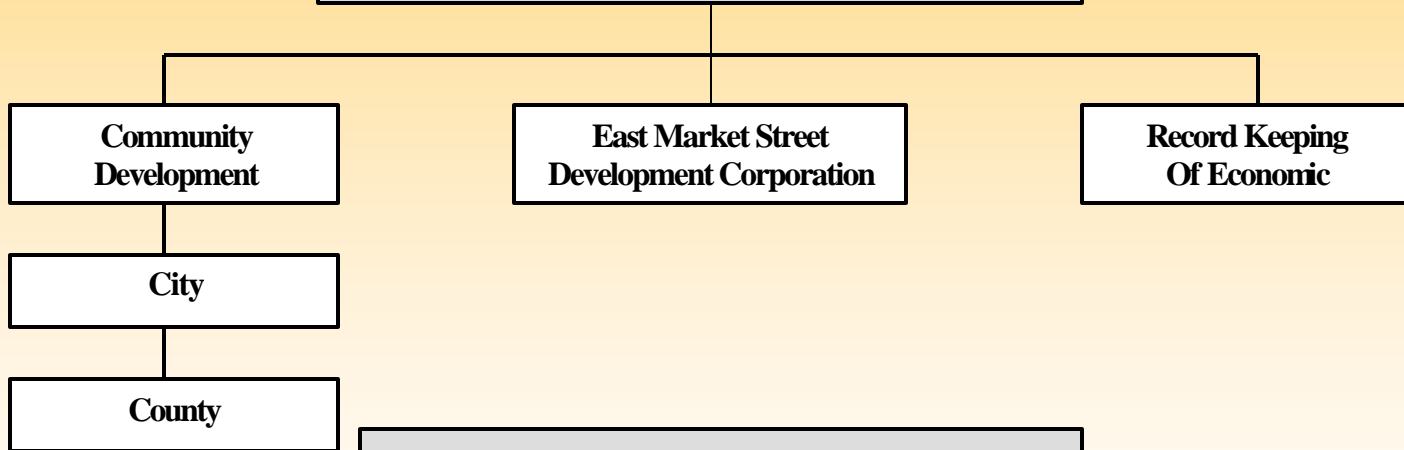 Community
Development
East Market Street
Development Corporation
Record Keeping
Of Economic
City
County